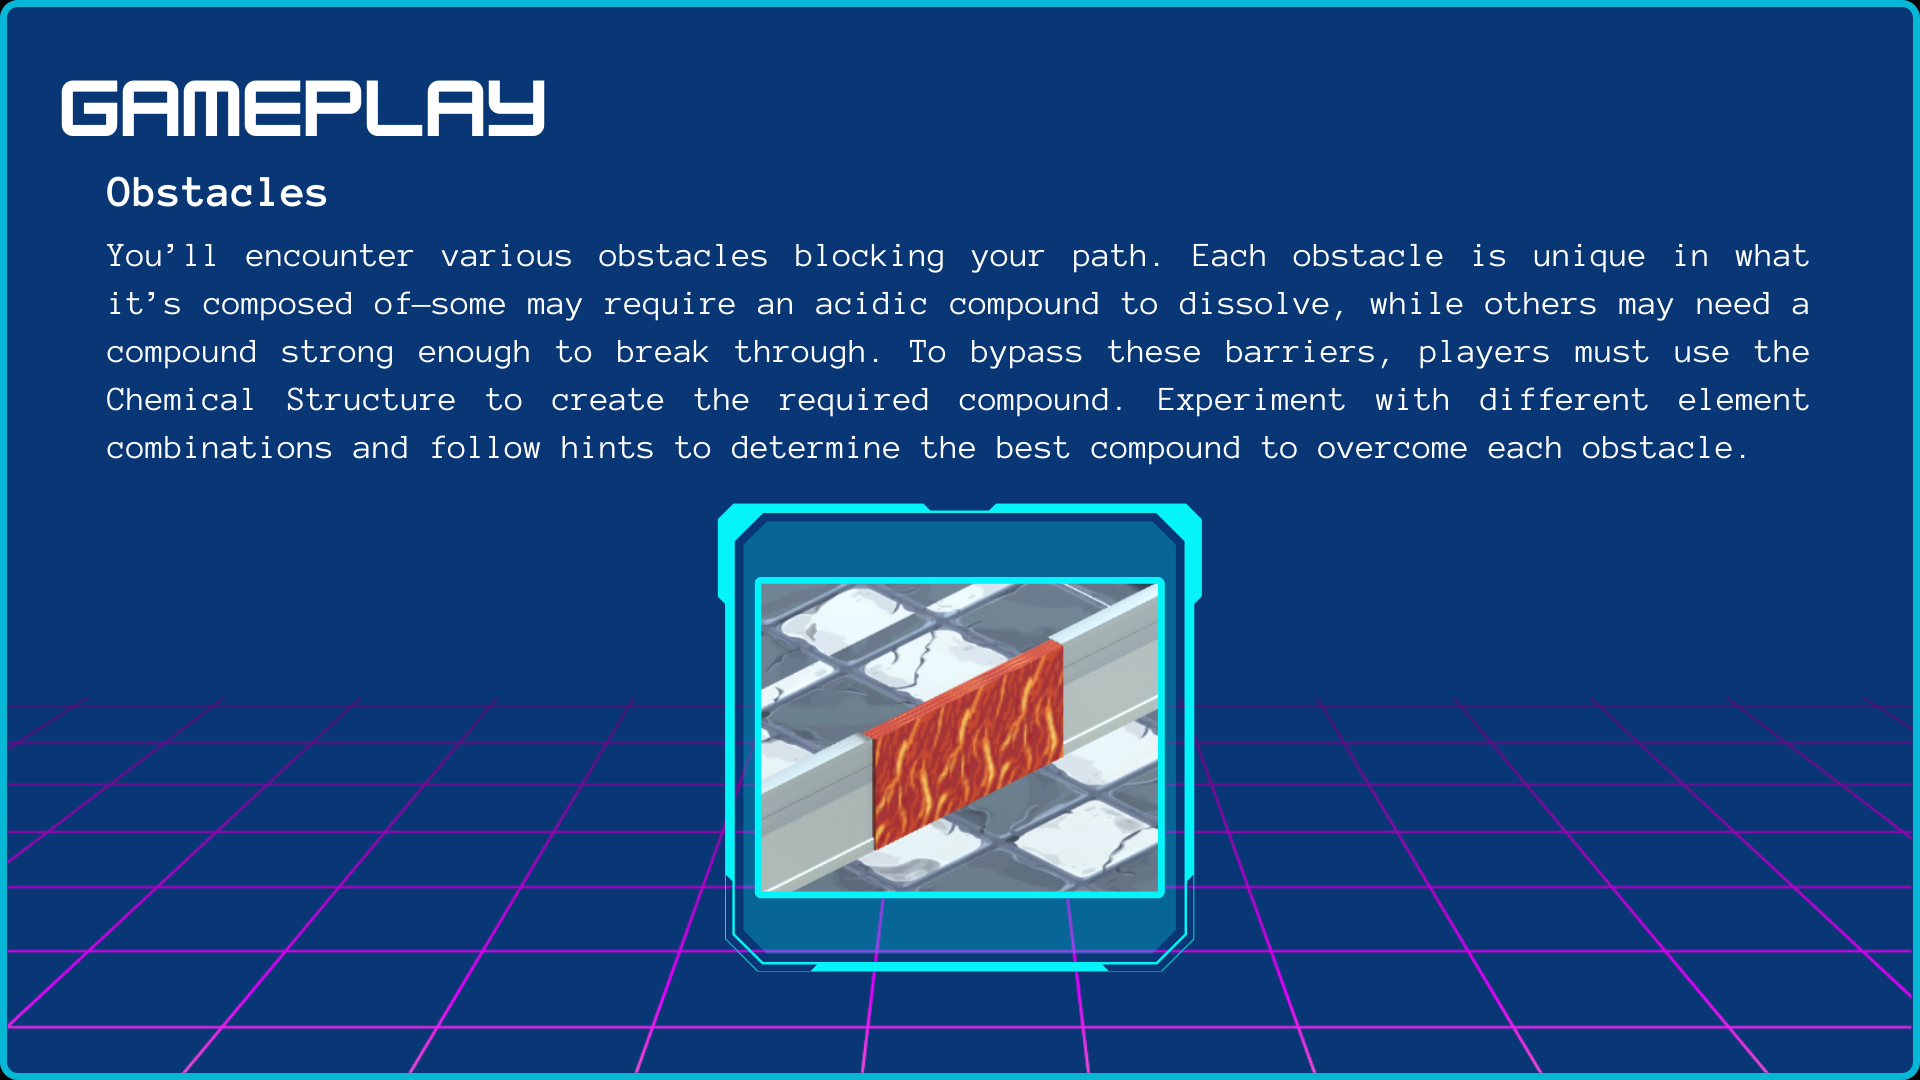 GAMEPLAY
Obstacles
You’ll encounter various obstacles blocking your path. Each obstacle is unique in what
it’s composed of—some may require an acidic compound to dissolve, while others may need a
compound strong enough to break through. To bypass these barriers, players must use the
Chemical Structure to create the required compound. Experiment with different element
combinations and follow hints to determine the best compound to overcome each obstacle.